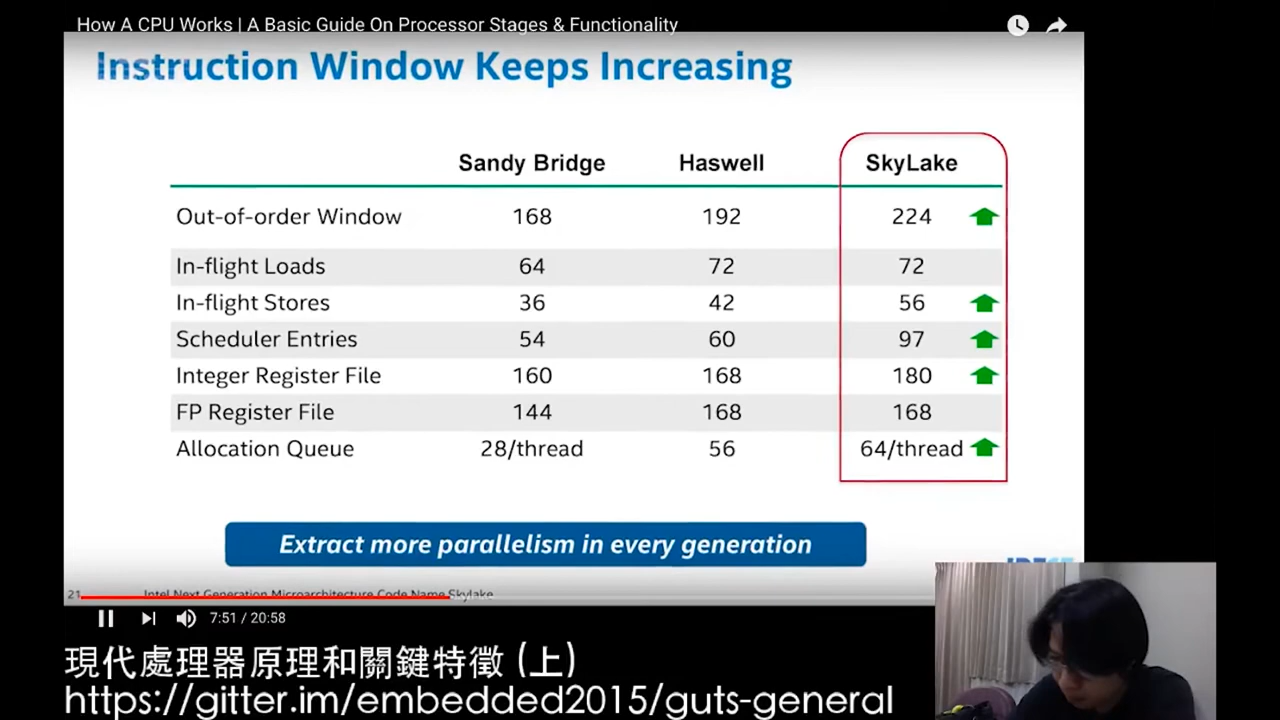 How A CPU Works | A Basic Guide On Processor Stages & Functionality
Instruction Window Keeps Increasing
Sandy Bridge Haswell SkyLake
Out-of-order Window 168 192 224
In-flight Loads 64 72 72
In-flight Stores 36 42 56
Scheduler Entries 54 60 97
Integer Register File 160 168 180
FP Register File 144 168 168
Allocation Queue 28/thread 56 64/thread
Extract more parallelism in every generation
21 Intel Next Generation Microarchitecture Code Name Skylake
7:51 / 20:58
現代處理器原理和關鍵特徵 (上)
https://gitter.im/embedded2015/guts-general